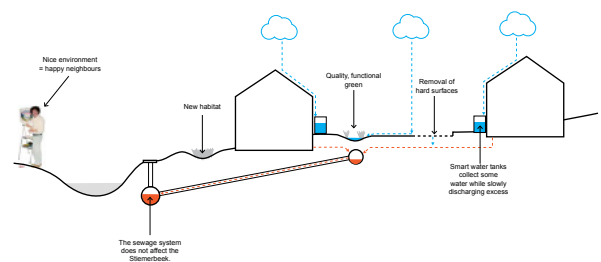 Nice environment
= happy neighbours
New habitat
Quality, functional
green
Removal of
hard surfaces
Smart water tanks
collect some
water while slowly
discharging excess
The sewage system
does not affect the
Stiemerbeek.